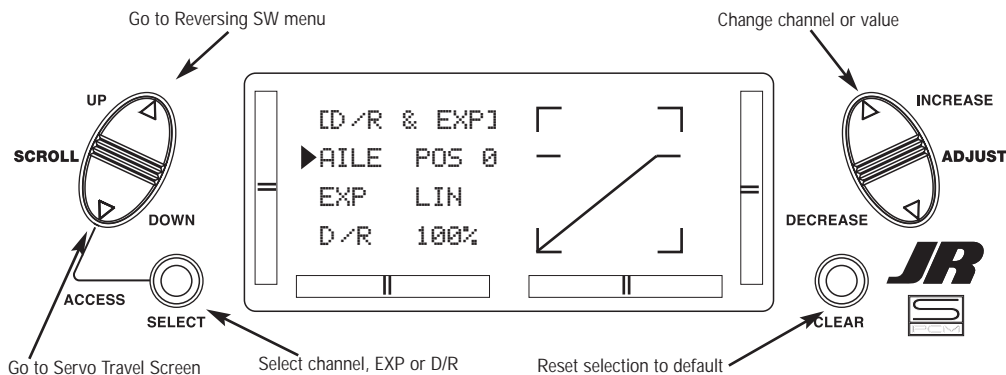 Go to Reversing SW menu
Change channel or value
UP
SCROLL
DOWN
ACCESS
SELECT
[D/R & EXP]
▶AILE POS 0
EXP LIN
D/R 100%
INCREASE
ADJUST
DECREASE
CLEAR
JR
S
PCM
Go to Servo Travel Screen
Select channel, EXP or D/R
Reset selection to default